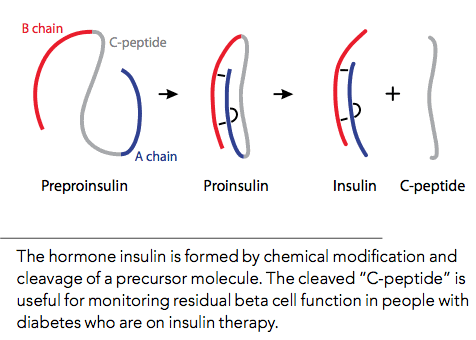 B chain
C-peptide
A chain
Preproinsulin
Proinsulin
Insulin
+
C-peptide
The hormone insulin is formed by chemical modification and
cleavage of a precursor molecule. The cleaved “C-peptide” is
useful for monitoring residual beta cell function in people with
diabetes who are on insulin therapy.